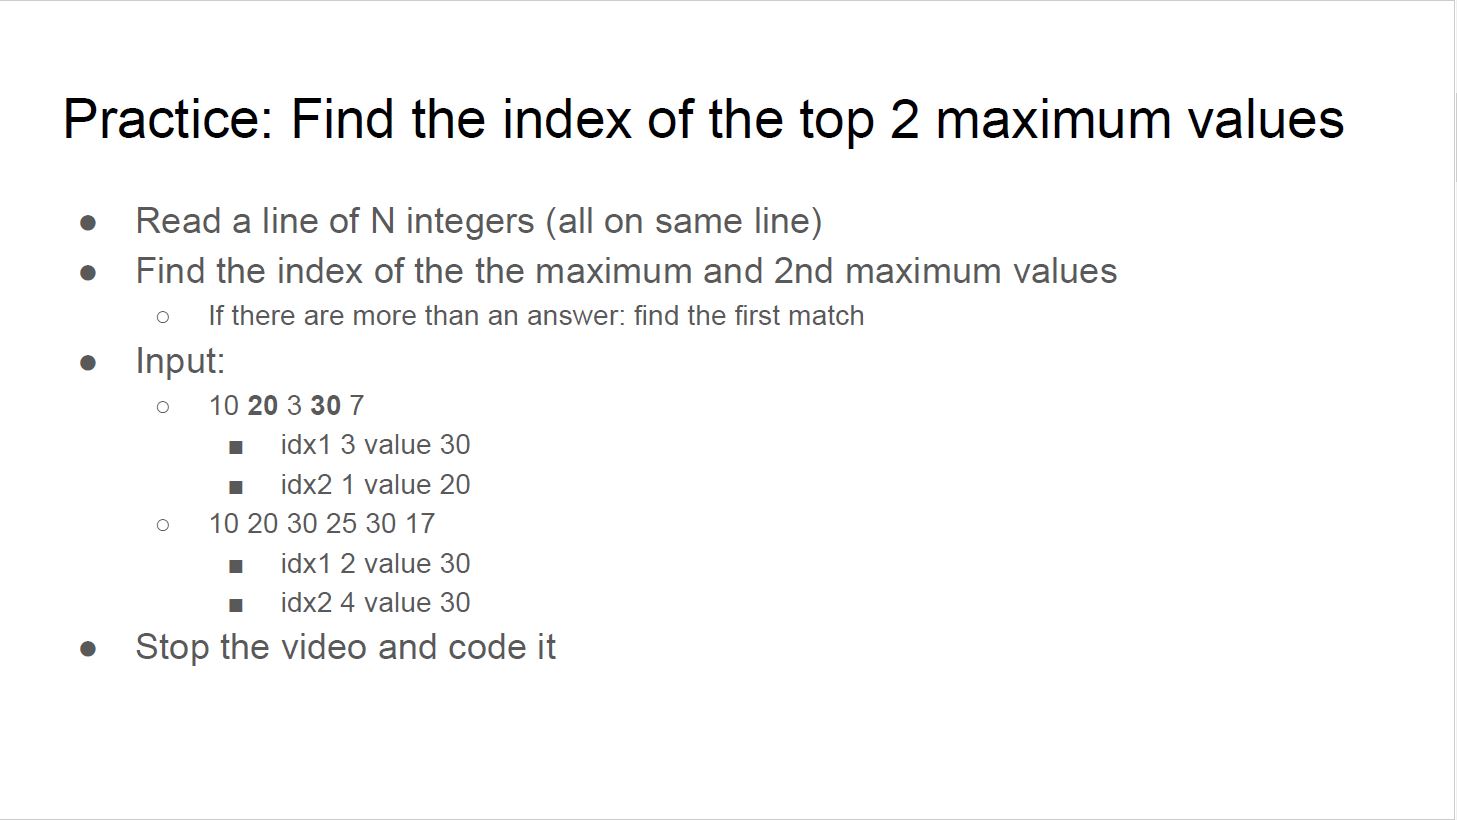 Practice: Find the index of the top 2 maximum values
● Read a line of N integers (all on same line)
● Find the index of the the maximum and 2nd maximum values
○ If there are more than an answer: find the first match
● Input:
○ 10 20 3 30 7
■ idx1 3 value 30
■ idx2 1 value 20
○ 10 20 30 25 30 17
■ idx1 2 value 30
■ idx2 4 value 30
● Stop the video and code it